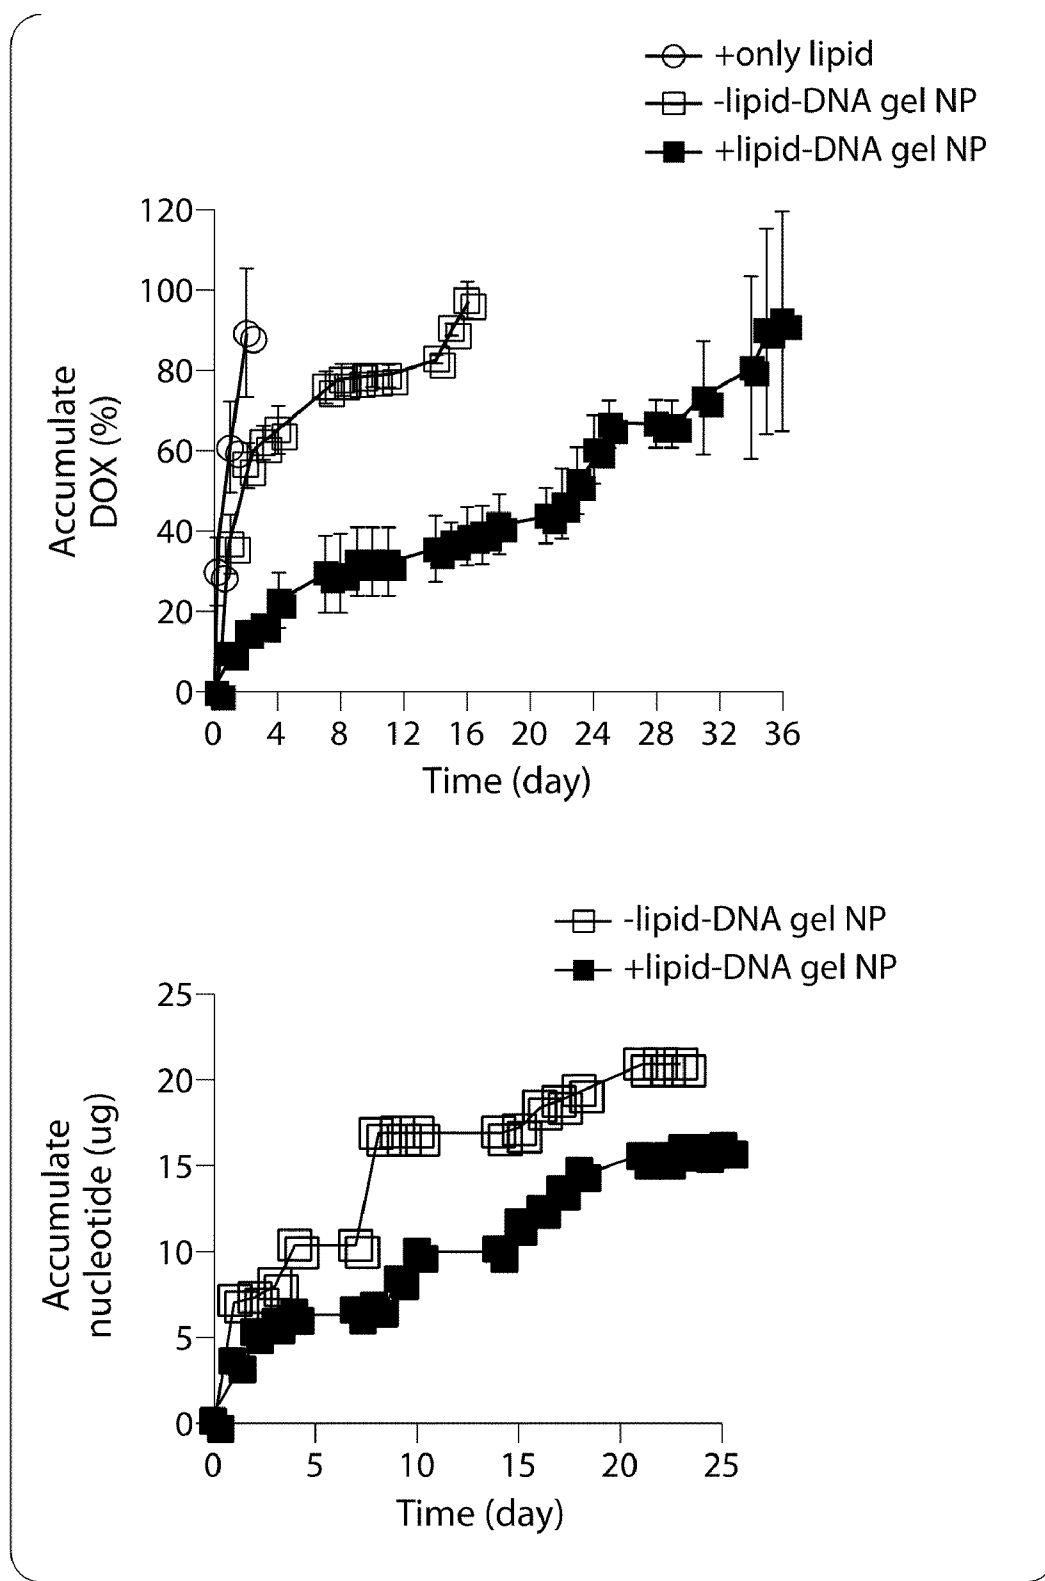 +only lipid
-lipid-DNA gel NP
+lipid-DNA gel NP
120
100
80
60
40
20
0
Accumulate
DOX (%)
0 4 8 12 16 20 24 28 32 36
Time (day)
-lipid-DNA gel NP
+lipid-DNA gel NP
25
20
15
10
5
0
Accumulate
nucleotide (ug)
0 5 10 15 20 25
Time (day)